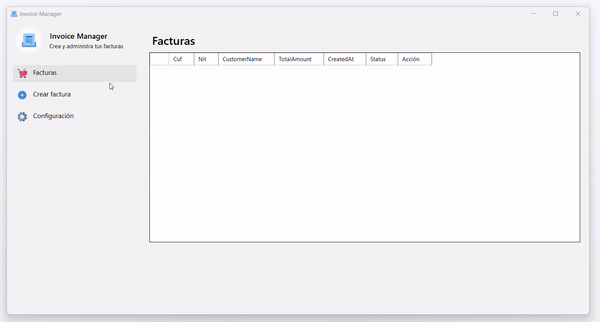 Invoice Manager
Invoice Manager
Crea y administra tus facturas
Facturas
Crear factura
Configuración
Facturas
Cuf Nit CustomerName TotalAmount CreatedAt Status Acción